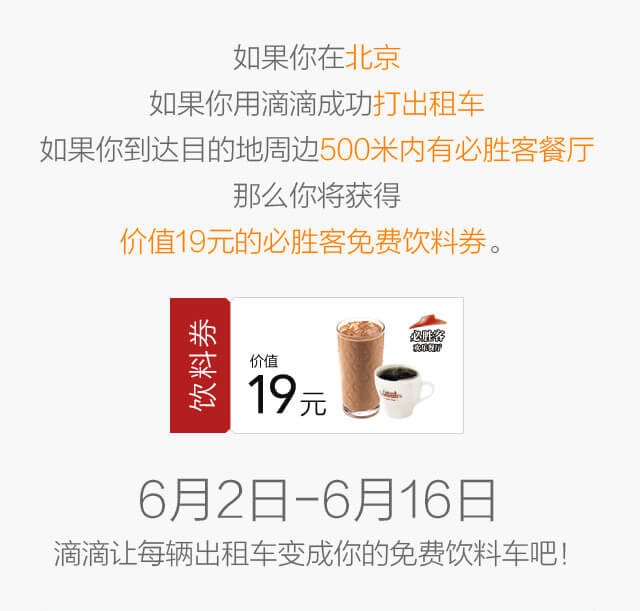 如果你在北京
如果你用滴滴成功打出租车
如果你到达目的地周边500米内有必胜客餐厅
那么你将获得
价值19元的必胜客免费饮料券。
饮料券
价值
19元
必胜客
欢乐餐厅
6月2日-6月16日
滴滴让每辆出租车变成你的免费饮料车吧!